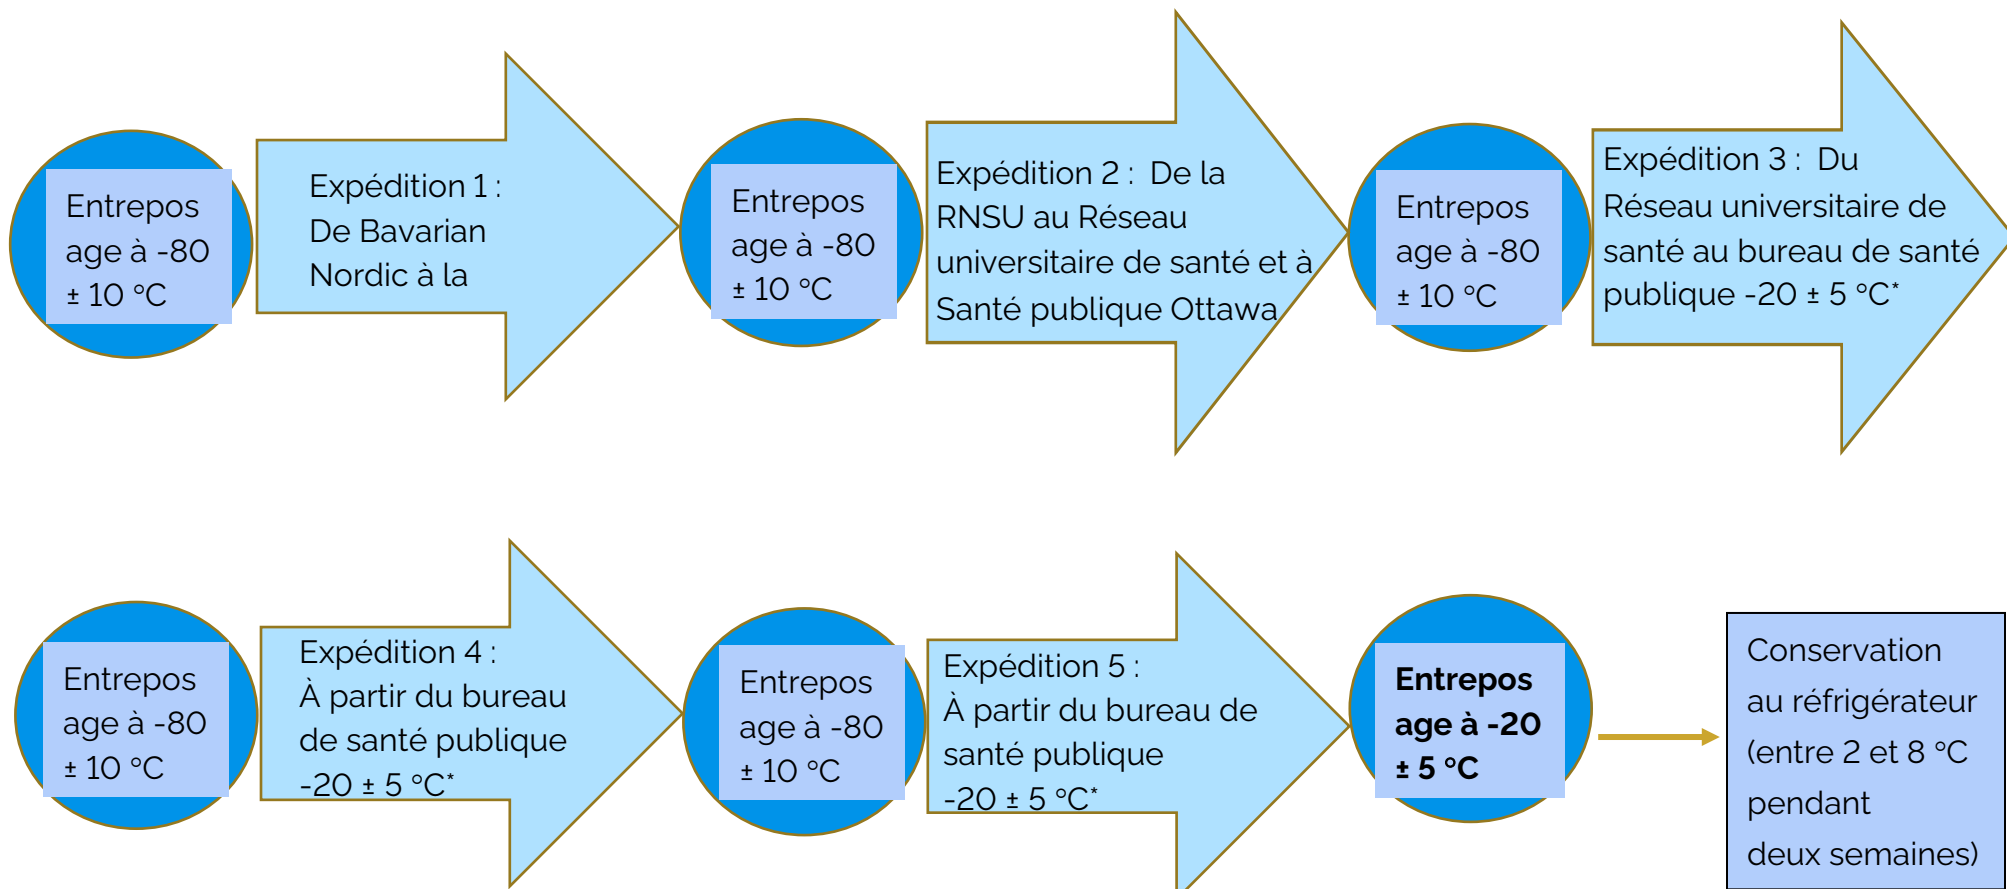 Entrepos
age à -80
± 10 °C
Expédition 1 :
De Bavarian
Nordic à la
Entrepos
age à -80
± 10 °C
Expédition 2 :  De la
RNSU au Réseau
universitaire de santé et à
Santé publique Ottawa
Entrepos
age à -80
± 10 °C
Expédition 3 :  Du
Réseau universitaire de
santé au bureau de santé
publique -20 ± 5 °C*
Entrepos
age à -80
± 10 °C
Expédition 4 :
À partir du bureau
de santé publique
-20 ± 5 °C*
Entrepos
age à -80
± 10 °C
Expédition 5 :
À partir du bureau de
santé publique
-20 ± 5 °C*
Entrepos
age à -20
± 5 °C
Conservation
au réfrigérateur
(entre 2 et 8 °C
pendant
deux semaines)